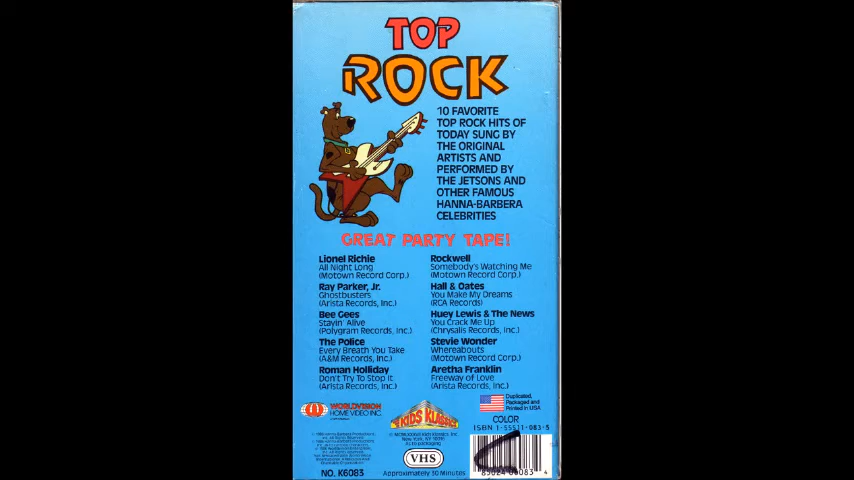 TOP
ROCK
10 FAVORITE
TOP ROCK HITS OF
TODAY SUNG BY
THE ORIGINAL
ARTISTS AND
PERFORMED BY
THE JETSONS AND
OTHER FAMOUS
HANNA-BARBERA
CELEBRITIES
GREAT PARTY TAPE!
Lionel Richie
All Night Long
(Motown Record Corp.)
Ray Parker, Jr.
Ghostbusters
(Arista Records, Inc.)
Bee Gees
Stayin' Alive
(Polygram Records, Inc.)
The Police
Every Breath You Take
(A&M Records, Inc.)
Roman Holliday
Don't Try To Stop It
(Arista Records, Inc.)
Rockwell
Somebody's Watching Me
(Motown Record Corp.)
Hall & Oates
You Make My Dreams
(RCA Records)
Huey Lewis & The News
You Crack Me Up
(Chrysalis Records, Inc.)
Stevie Wonder
Whereabouts
(Motown Record Corp.)
Aretha Franklin
Freeway of Love
(Arista Records, Inc.)
WORLDVISION
HOME VIDEO INC.
NO. K6083
KIDS KLASSICS
New York, NY
VHS
Approximately 30 Minutes
Duplicated,
Packaged and
Printed in USA
COLOR
ISBN 1-55511-083-5